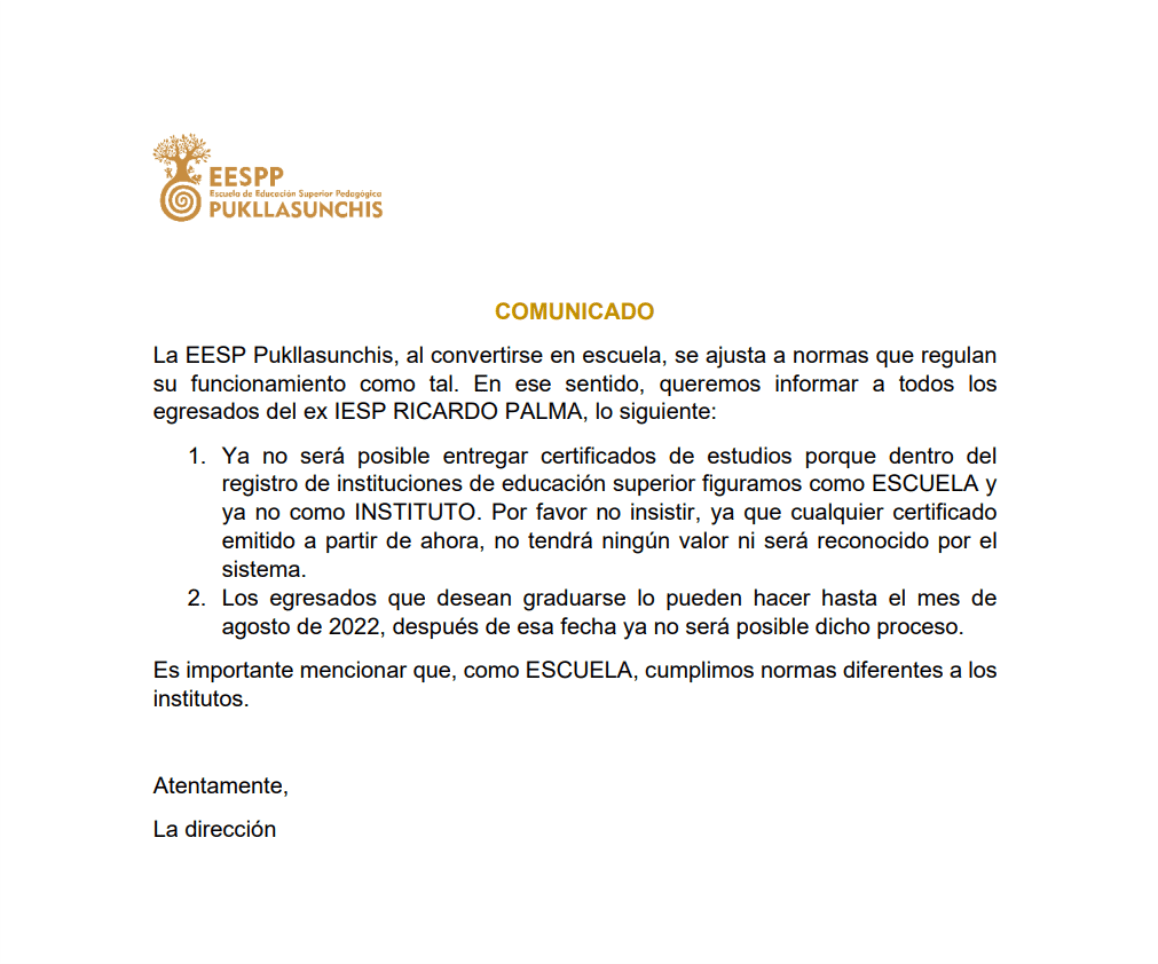 EESPP
Escuela de Educación Superior Pedagógica
PUKLLASUNCHIS
COMUNICADO
La EESP Pukllasunchis, al convertirse en escuela, se ajusta a normas que regulan
su funcionamiento como tal. En ese sentido, queremos informar a todos los
egresados del ex IESP RICARDO PALMA, lo siguiente:
1. Ya no será posible entregar certificados de estudios porque dentro del
registro de instituciones de educación superior figuramos como ESCUELA y
ya no como INSTITUTO. Por favor no insistir, ya que cualquier certificado
emitido a partir de ahora, no tendrá ningún valor ni será reconocido por el
sistema.
2. Los egresados que desean graduarse lo pueden hacer hasta el mes de
agosto de 2022, después de esa fecha ya no será posible dicho proceso.
Es importante mencionar que, como ESCUELA, cumplimos normas diferentes a los
institutos.
Atentamente,
La dirección